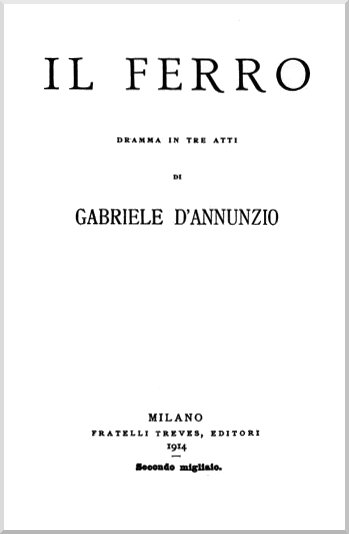 IL FERRO
DRAMMA IN TRE ATTI
DI
GABRIELE D'ANNUNZIO
MILANO
FRATELLI TREVES, EDITORI
1914
Secondo migliaio.